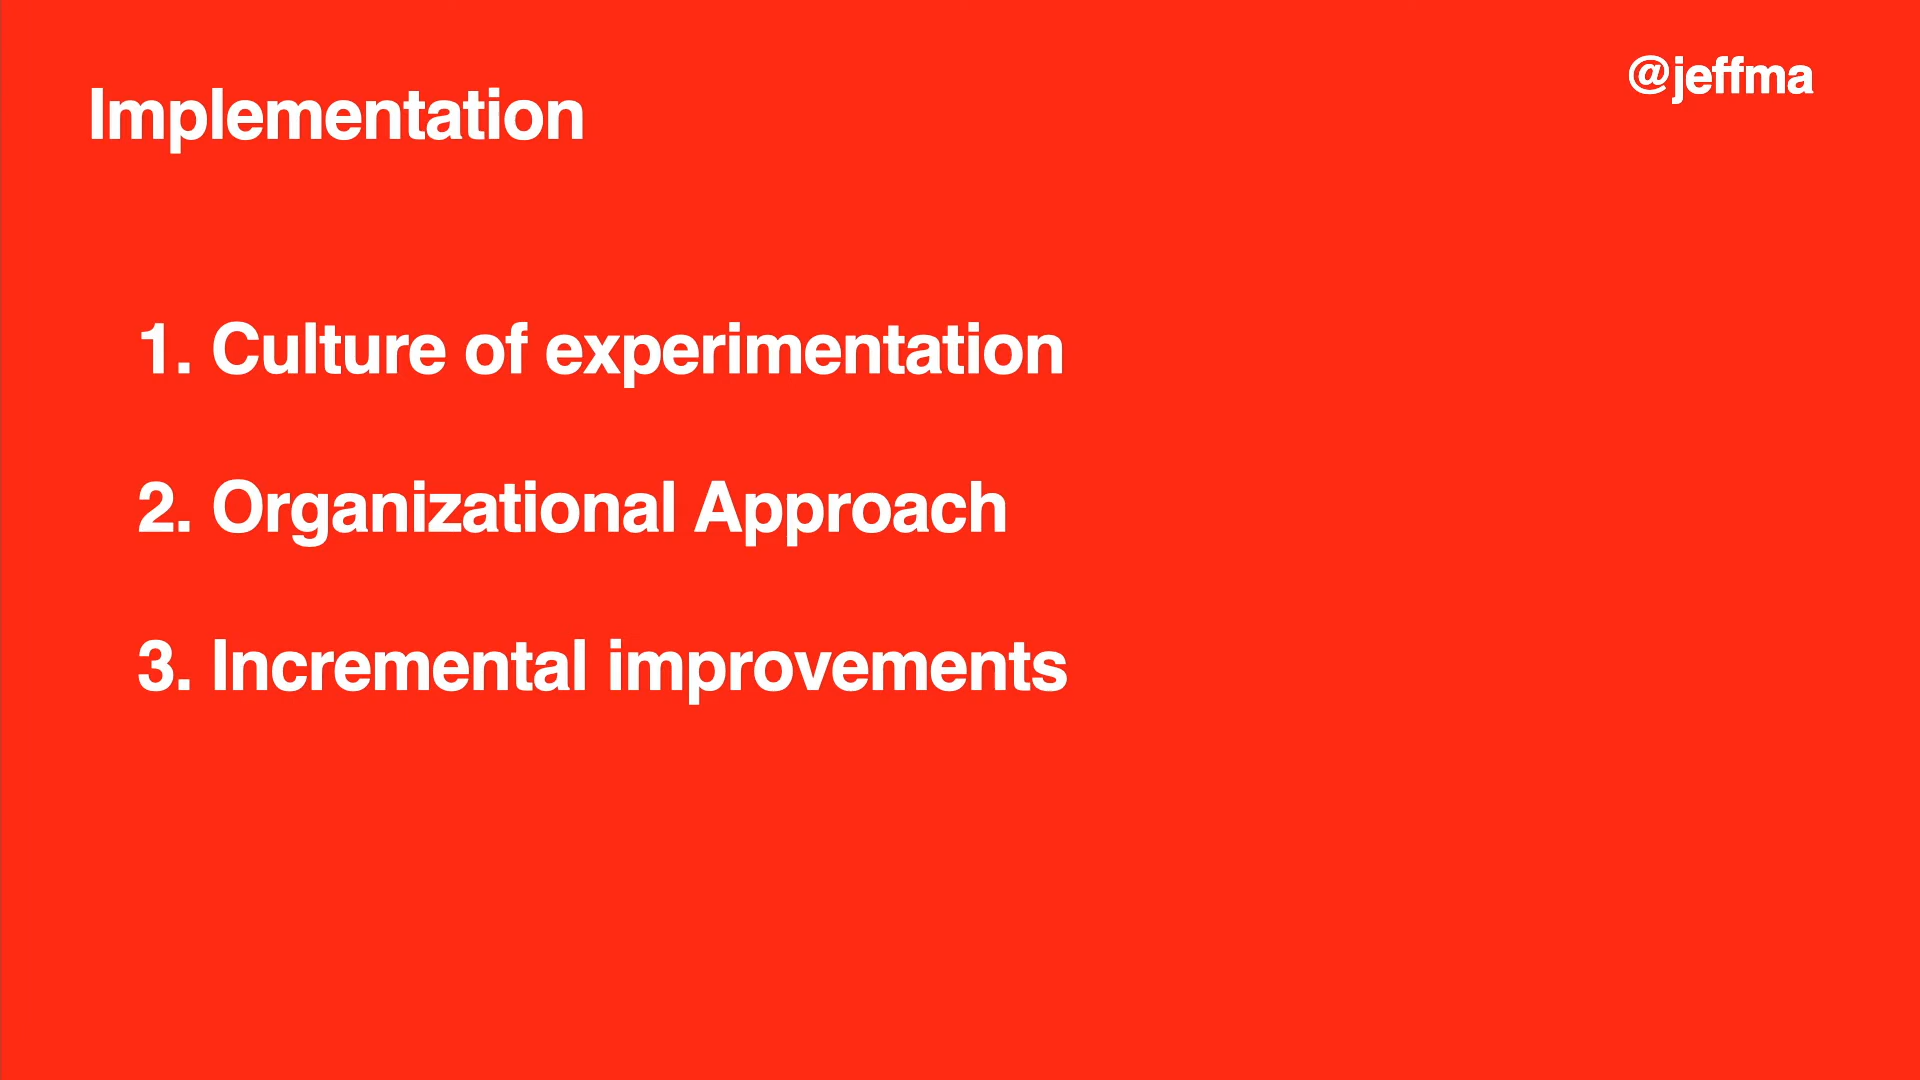 @jeffma
Implementation
1. Culture of experimentation
2. Organizational Approach
3. Incremental improvements